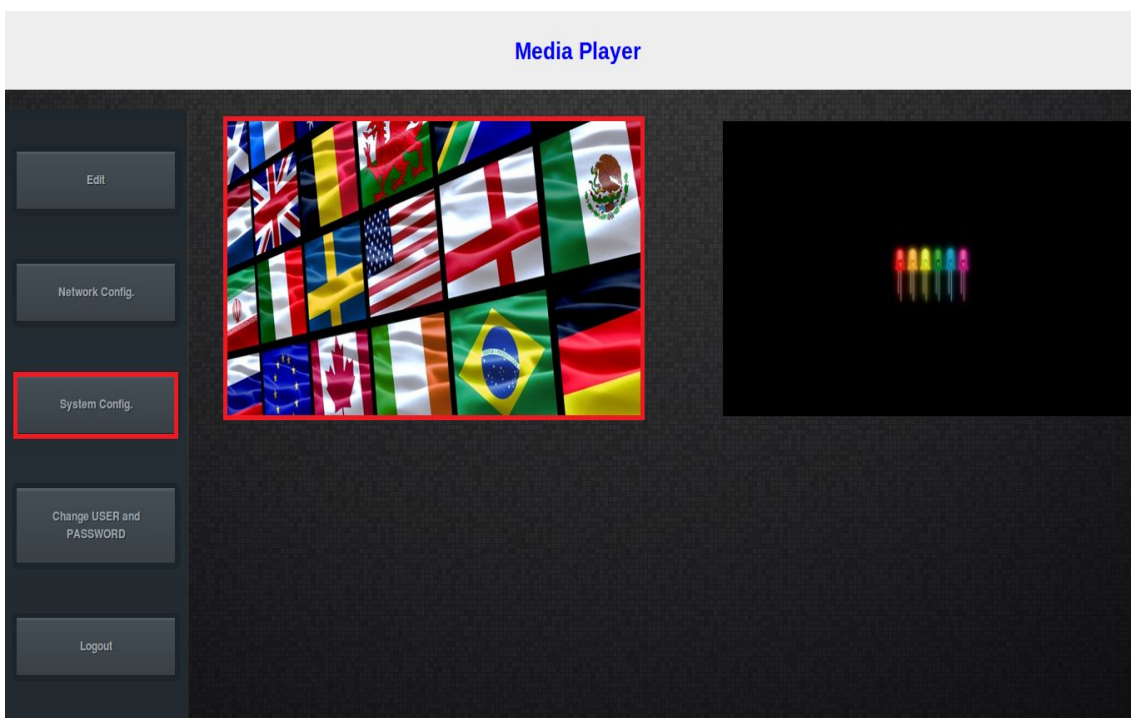 Media Player
Edit
Network Config.
System Config.
Change USER and
PASSWORD
Logout